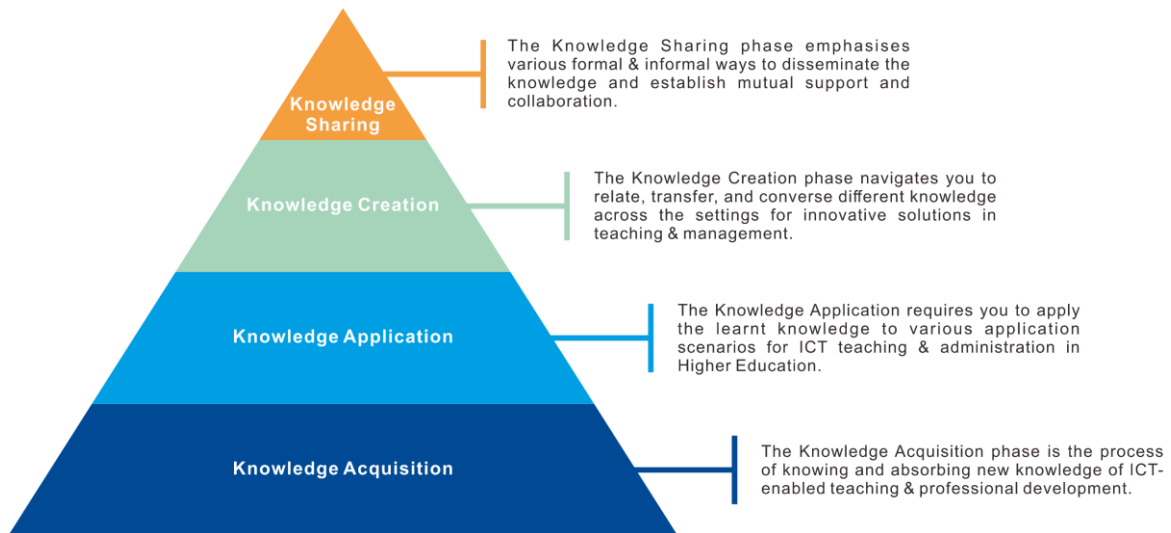 Knowledge
Sharing
The Knowledge Sharing phase emphasises
various formal & informal ways to disseminate the
knowledge and establish mutual support and
collaboration.
Knowledge Creation
The Knowledge Creation phase navigates you to
relate, transfer, and converse different knowledge
across the settings for innovative solutions in
teaching & management.
Knowledge Application
The Knowledge Application requires you to apply
the learnt knowledge to various application
scenarios for ICT teaching & administration in
Higher Education.
Knowledge Acquisition
The Knowledge Acquisition phase is the process
of knowing and absorbing new knowledge of ICT-
enabled teaching & professional development.